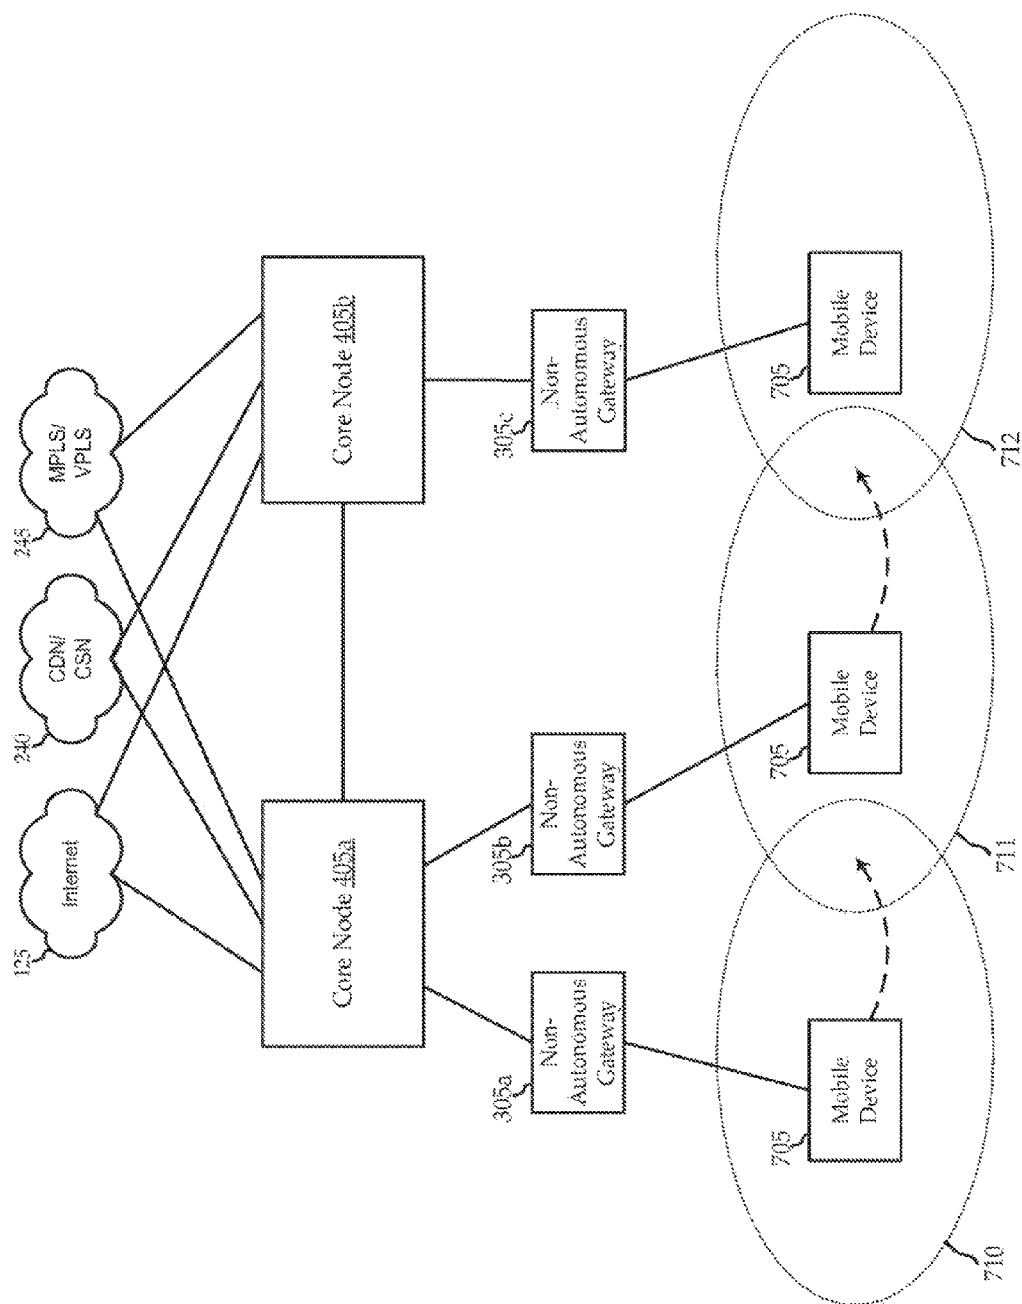 125
Internet
240
CDN/
CSN
245
MPLS/
VPLS
Core Node 405a
Core Node 405b
305a
Non-
Autonomous
Gateway
305b
Non-
Autonomous
Gateway
305c
Non-
Autonomous
Gateway
705
Mobile
Device
705
Mobile
Device
705
Mobile
Device
710
711
712